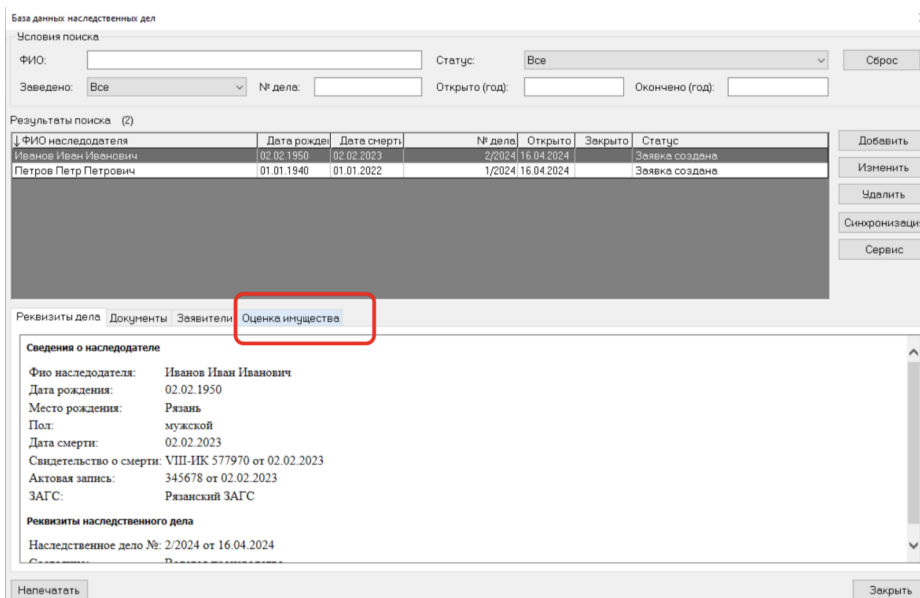 База данных наследственных дел
Условия поиска
ФИО: Статус: Все Сброс
Заведено: Все № дела: Открыто (год): Окончено (год):
Результаты поиска (2)
↓ ФИО наследодателя Дата рожде Дата смерт № дела Открыто Закрыто Статус
Иванов Иван Иванович 02.02.1950 02.02.2023 2/2024 16.04.2024 Заявка создана
Петров Петр Петрович 01.01.1940 01.01.2022 1/2024 16.04.2024 Заявка создана
Добавить
Изменить
Удалить
Синхронизаци
Сервис
Реквизиты дела Документы Заявители Оценка имущества
Сведения о наследодателе
Фио наследодателя: Иванов Иван Иванович
Дата рождения: 02.02.1950
Место рождения: Рязань
Пол: мужской
Дата смерти: 02.02.2023
Свидетельство о смерти: VIII-ИК 577970 от 02.02.2023
Актовая запись: 345678 от 02.02.2023
ЗАГС: Рязанский ЗАГС
Реквизиты наследственного дела
Наследственное дело №: 2/2024 от 16.04.2024
Напечатать Закрыть